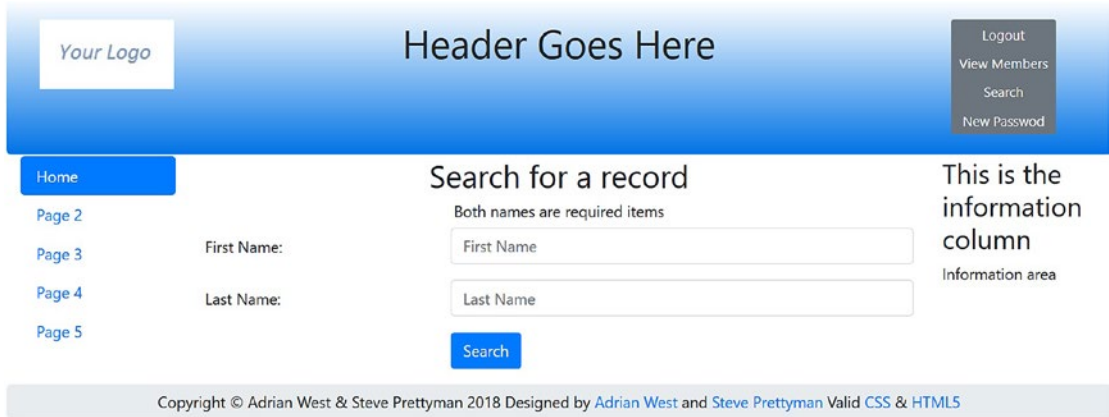 Your Logo
Header Goes Here
Logout
View Members
Search
New Passwod
Home
Page 2
Page 3
Page 4
Page 5
Search for a record
Both names are required items
First Name:
First Name
Last Name:
Last Name
Search
This is the
information
column
Information area
Copyright © Adrian West & Steve Prettyman 2018 Designed by Adrian West and Steve Prettyman Valid CSS & HTML5